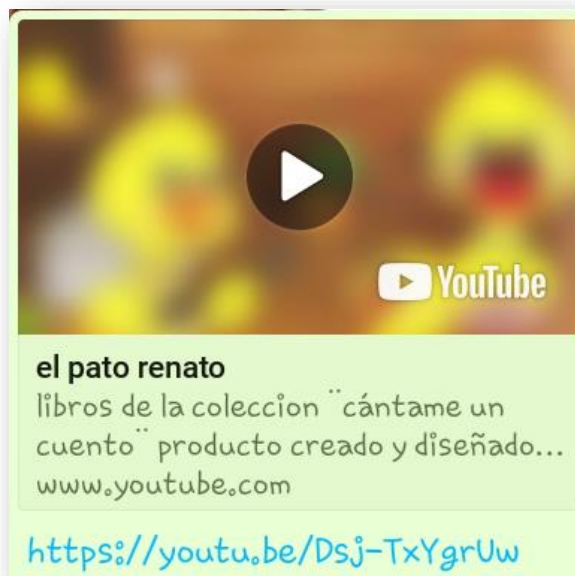 YouTube
el pato renato
libros de la coleccion ¨cántame un
cuento¨ producto creado y diseñado...
www.youtube.com
https://youtu.be/Dsj-TxYgrUw